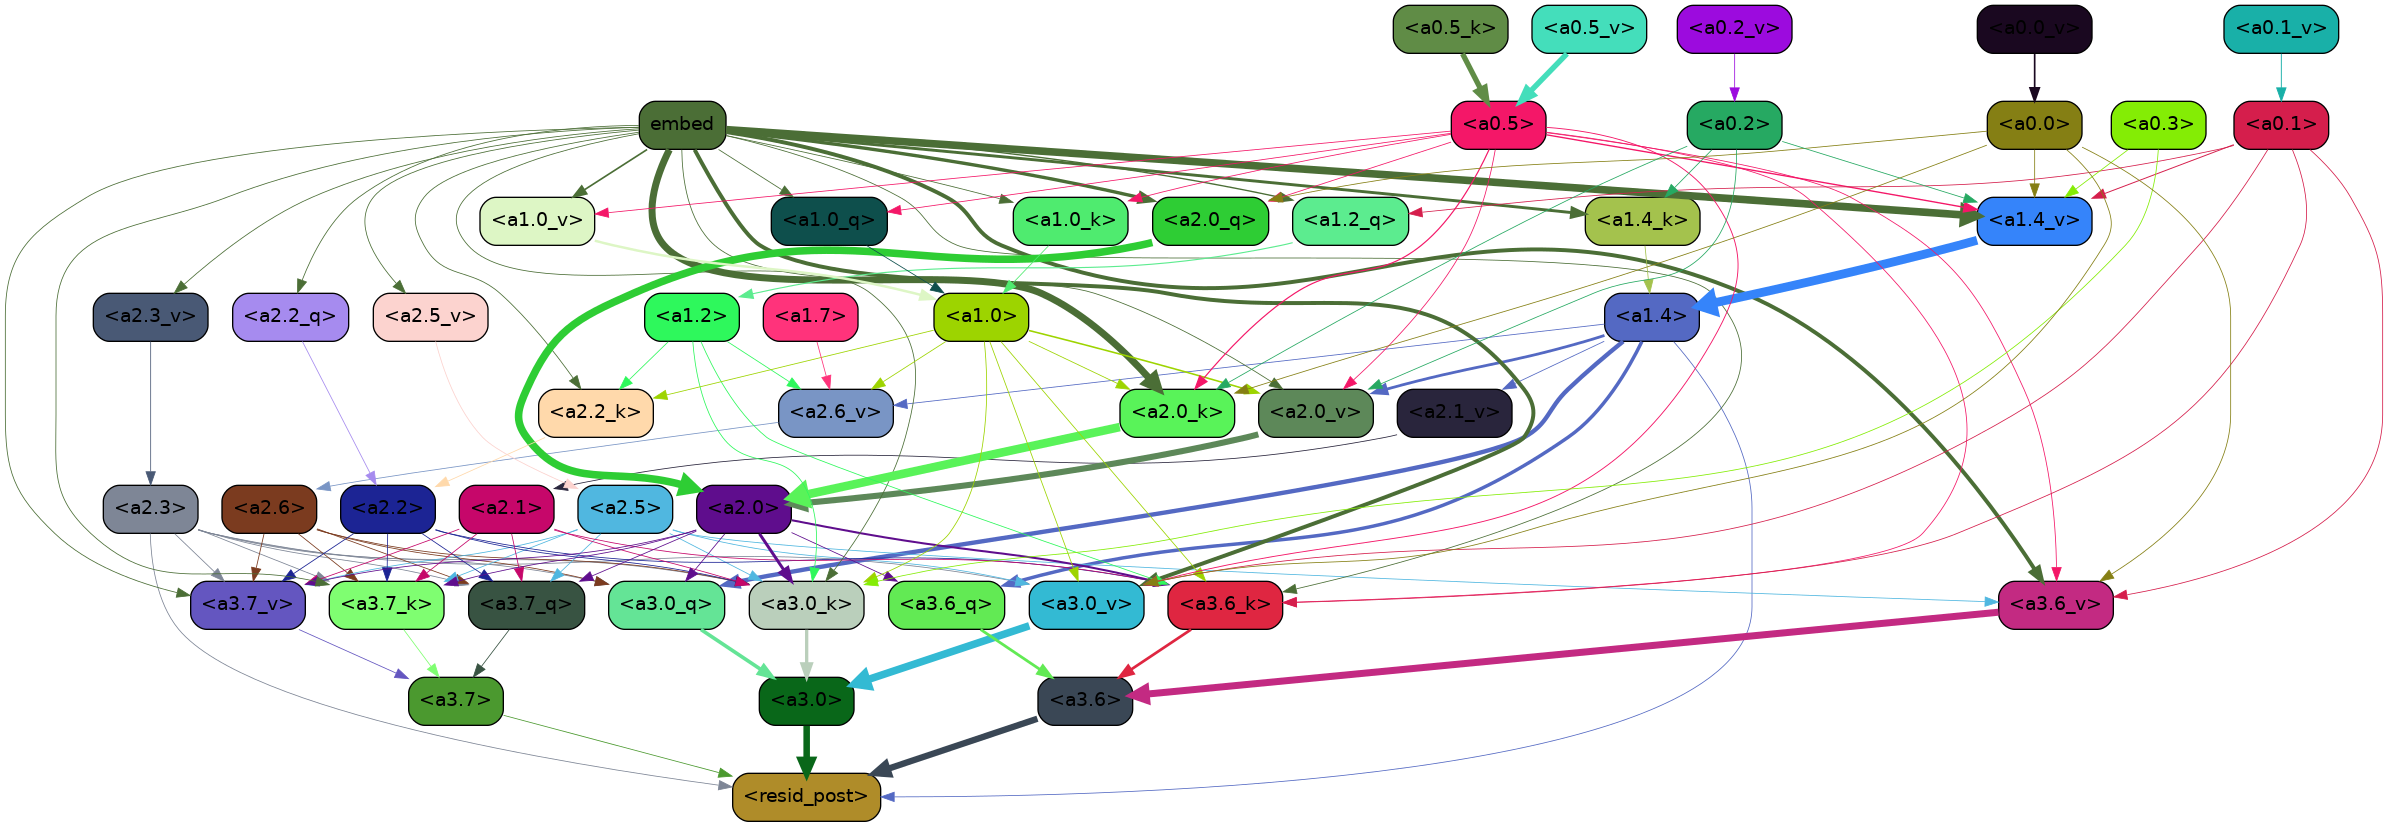 <a0.5_k> <a0.5_v> <a0.2_v> <a0.0_v> <a0.1_v>
embed <a0.5> <a0.2> <a0.0> <a0.3> <a0.1>
<a1.0_v> <a1.0_q> <a1.0_k> <a2.0_q> <a1.2_q> <a1.4_k> <a1.4_v>
<a2.3_v> <a2.2_q> <a2.5_v> <a1.2> <a1.7> <a1.0> <a1.4>
<a2.2_k> <a2.6_v> <a2.0_k> <a2.0_v> <a2.1_v>
<a2.3> <a2.6> <a2.2> <a2.1> <a2.5> <a2.0>
<a3.7_v> <a3.7_k> <a3.7_q> <a3.0_q> <a3.0_k> <a3.6_q> <a3.0_v> <a3.6_k> <a3.6_v>
<a3.7> <a3.0> <a3.6>
<resid_post>